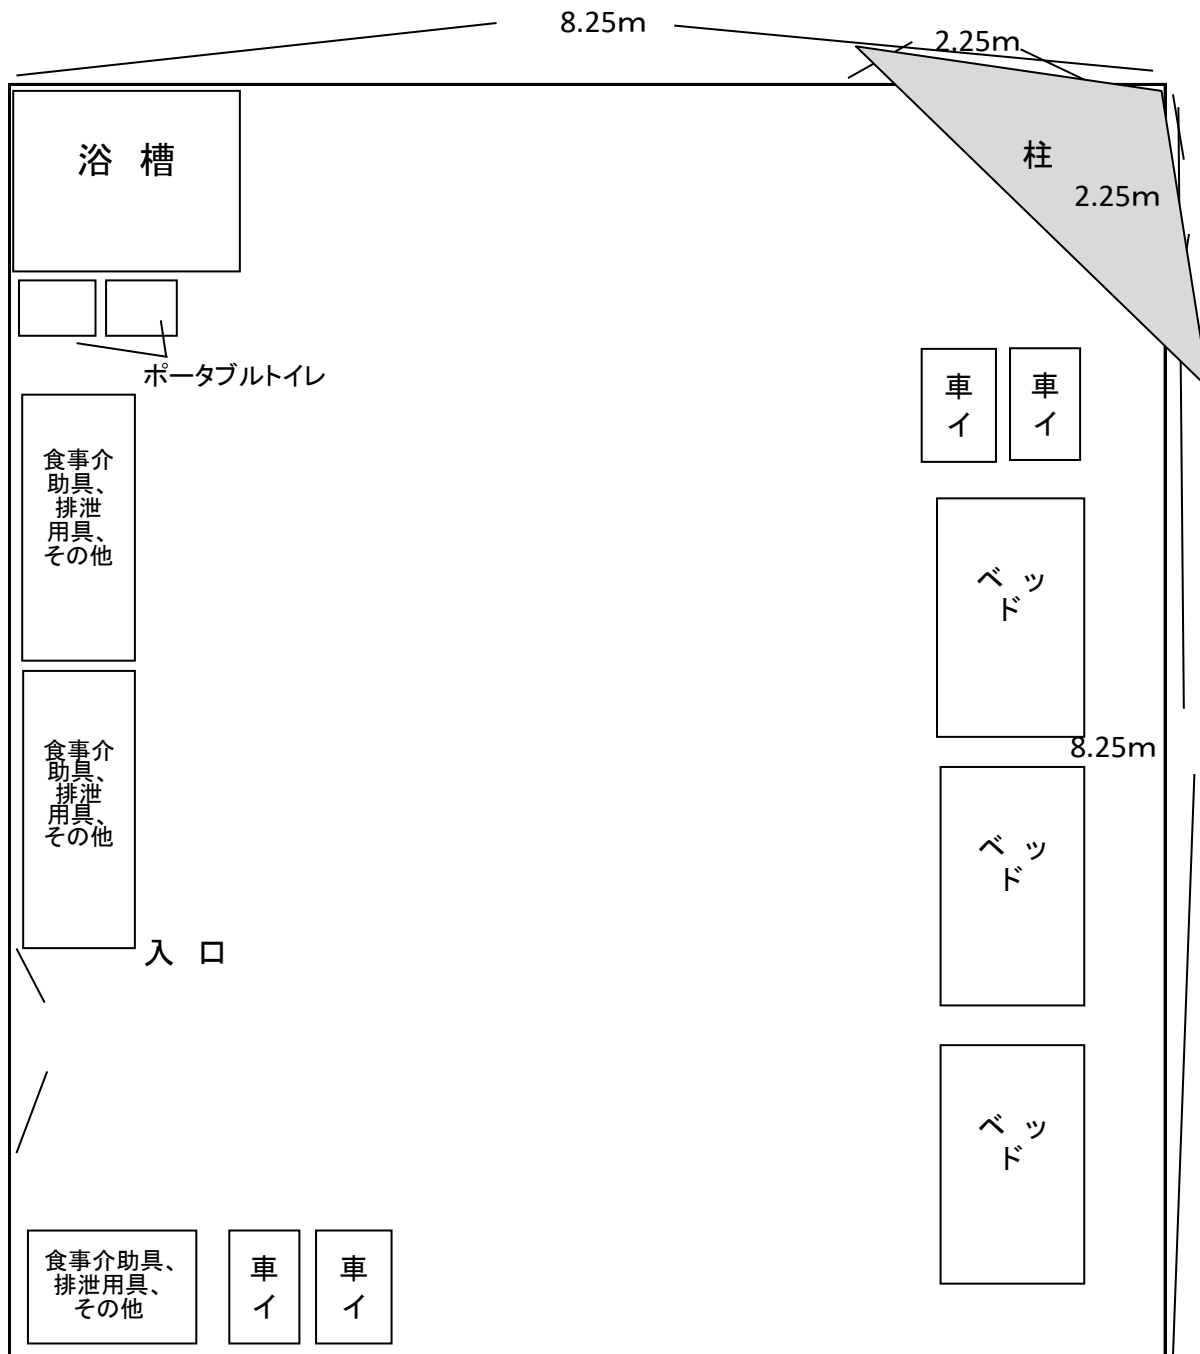 8.25m
2.25m
浴 槽
柱
2.25m
ポータブルトイレ
車
イ
車
イ
食事介
助具、
排泄
用具、
その他
ベ ッ
ド
食事介
助具、
排泄
用具、
その他
8.25m
ベ ッ
ド
入 口
ベ ッ
ド
食事介助具、
排泄用具、
その他
車
イ
車
イ